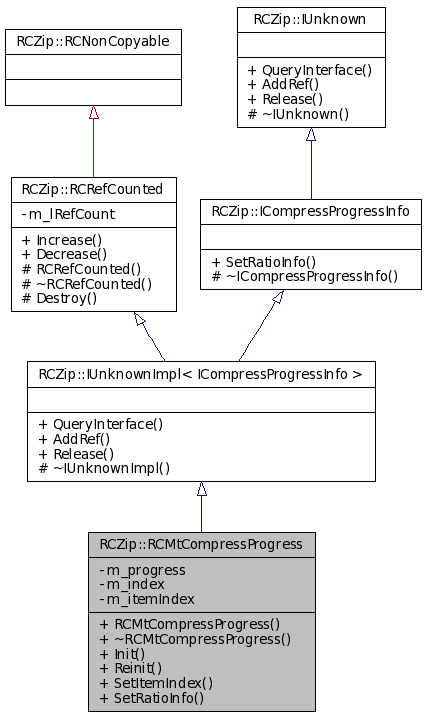 RCZip::RCNonCopyable
RCZip::IUnknown
+ QueryInterface()
+ AddRef()
+ Release()
# ~IUnknown()
RCZip::RCRefCounted
- m_lRefCount
+ Increase()
+ Decrease()
# RCRefCounted()
# ~RCRefCounted()
# Destroy()
RCZip::ICompressProgressInfo
+ SetRatioInfo()
# ~ICompressProgressInfo()
RCZip::IUnknownImpl< ICompressProgressInfo >
+ QueryInterface()
+ AddRef()
+ Release()
# ~IUnknownImpl()
RCZip::RCMtCompressProgress
- m_progress
- m_index
- m_itemIndex
+ RCMtCompressProgress()
+ ~RCMtCompressProgress()
+ Init()
+ Reinit()
+ SetItemIndex()
+ SetRatioInfo()